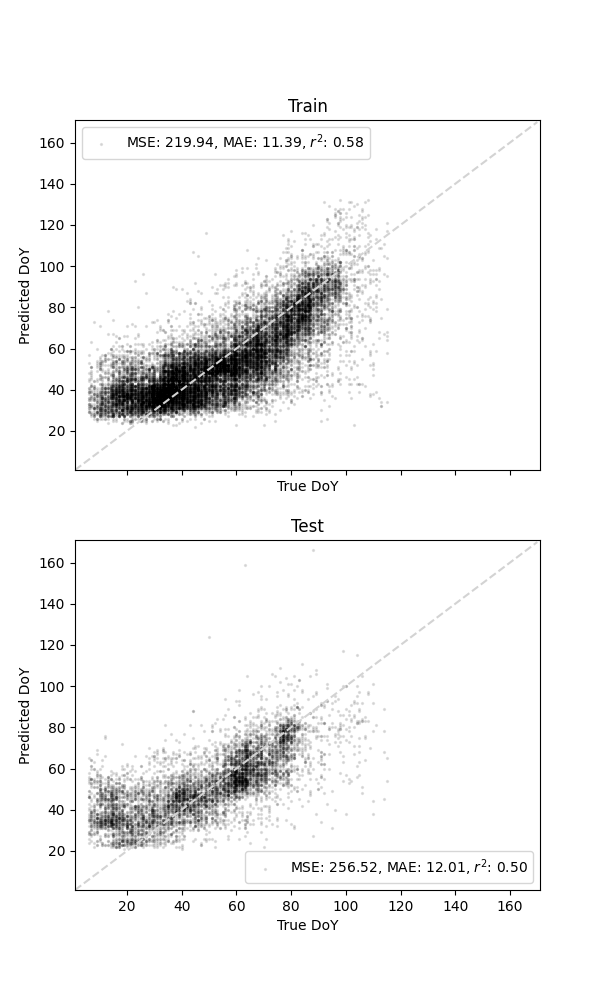 Train
MSE: 219.94, MAE: 11.39, r²: 0.58
160
140
120
100
80
60
40
20
Predicted DoY
True DoY
Test
160
140
120
100
80
60
40
20
Predicted DoY
MSE: 256.52, MAE: 12.01, r²: 0.50
20 40 60 80 100 120 140 160
True DoY